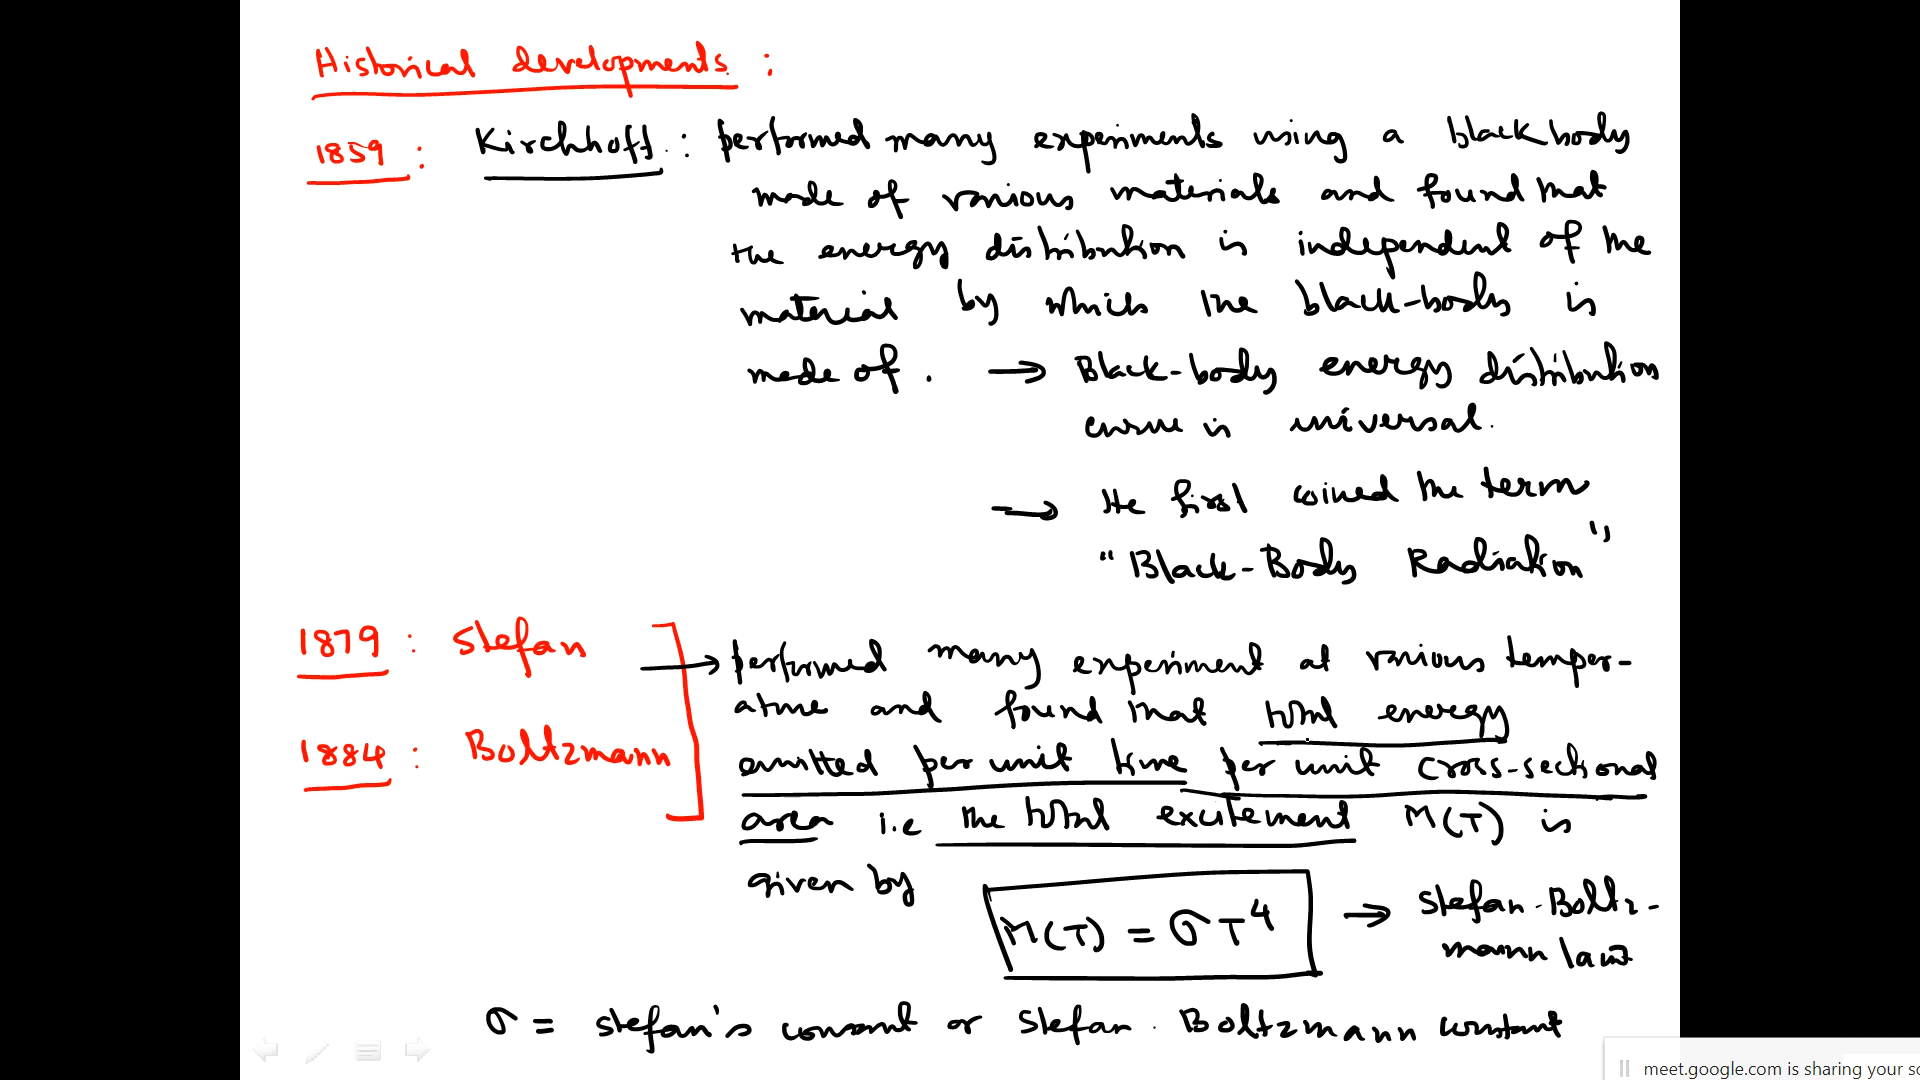 Historical developments :
1859 : Kirchhoff : performed many experiments using a blackbody
made of various materials and found that
the energy distribution is independent of the
material by which the black-body is
made of . → Black-body energy distribution
curve is universal.
→ He first coined the term
"Black-Body Radiation"
1879 : Stefan
1884 : Boltzmann
→ performed many experiment at various temper-
ature and found that total energy
emitted per unit time per unit cross-sectional
area i.e the total excitement M(T) is
given by
M(T) = σT⁴ → Stefan-Boltz-
mann law
σ = Stefan's constant or Stefan-Boltzmann constant
meet.google.com is sharing your sc